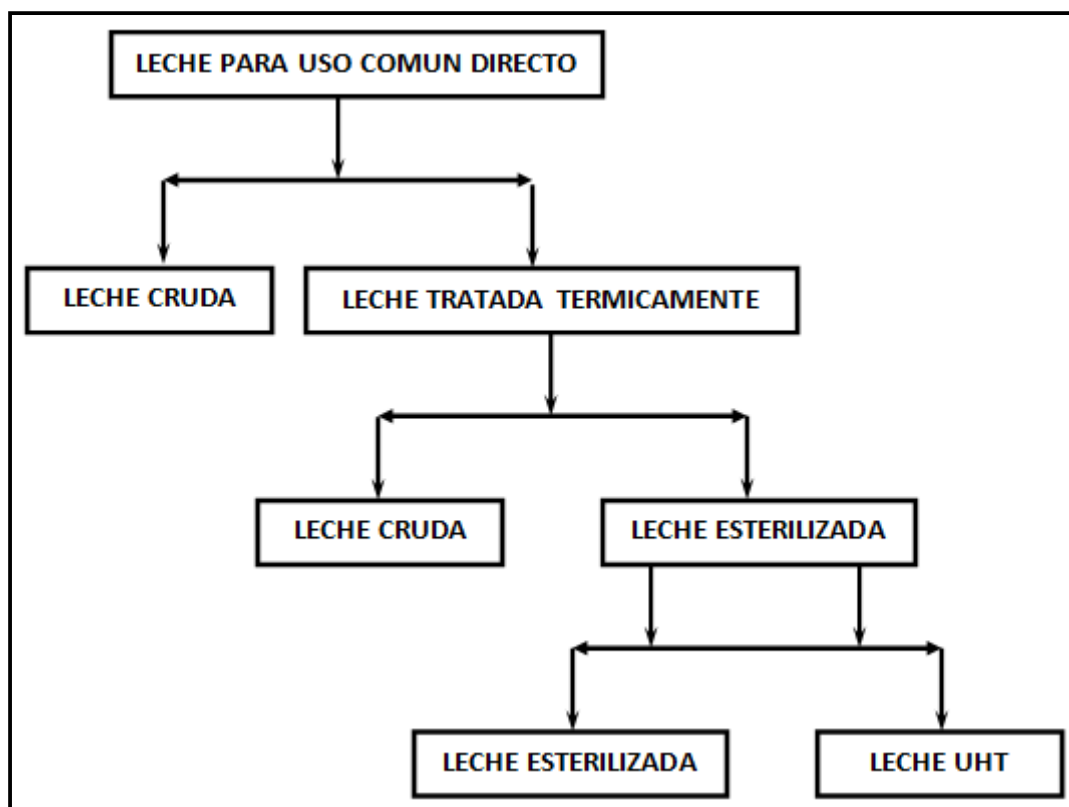 LECHE PARA USO COMUN DIRECTO
LECHE CRUDA
LECHE TRATADA TERMICAMENTE
LECHE CRUDA
LECHE ESTERILIZADA
LECHE ESTERILIZADA
LECHE UHT